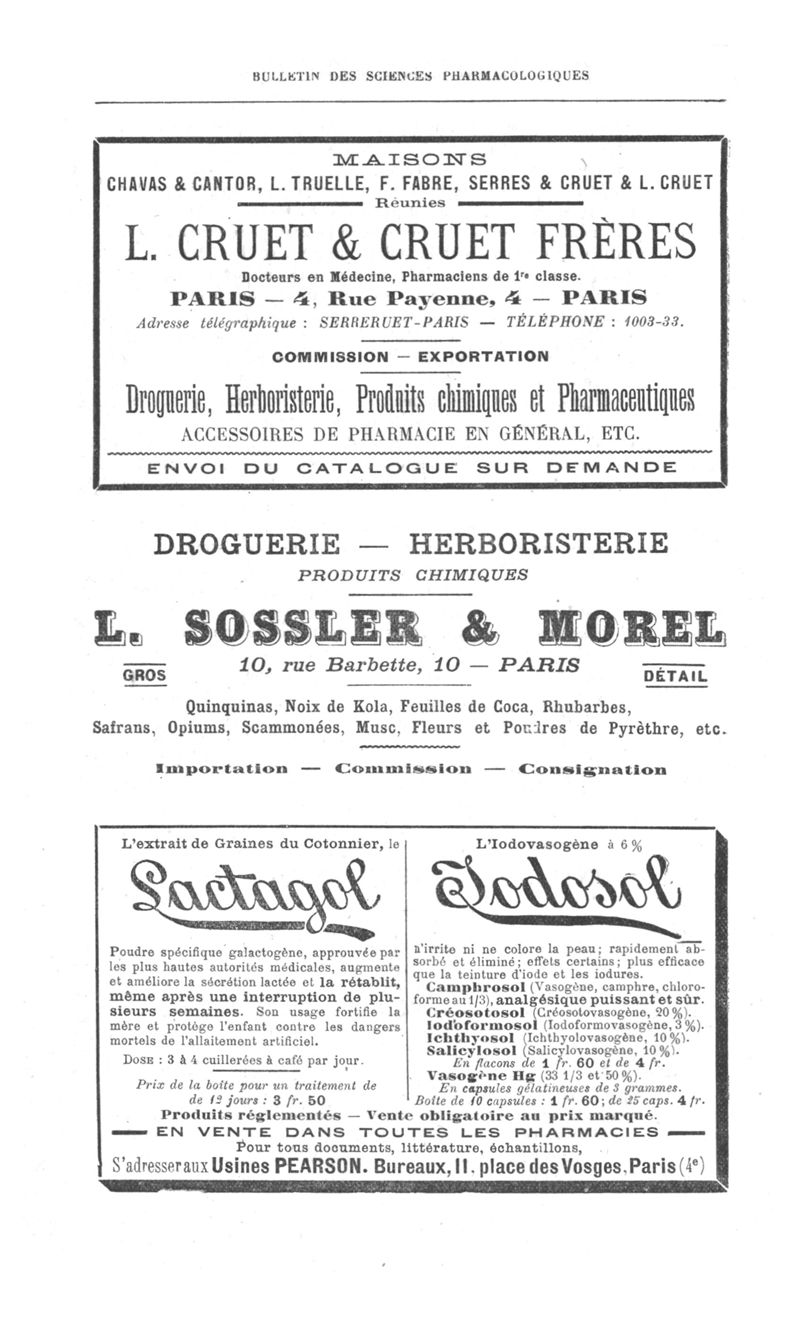 BULLETIN DES SCIENCES PHARMACOLOGIQUES
MAISONS
CHAVAS & CANTOR, L. TRUELLE, F. FABRE, SERRES & CRUET & L. CRUET
Réunies
L. CRUET & CRUET FRÈRES
Docteurs en Médecine, Pharmaciens de 1re classe.
PARIS — 4, Rue Payenne, 4 — PARIS
Adresse télégraphique : SERRERUET-PARIS — TÉLÉPHONE : 1003-33.
COMMISSION — EXPORTATION
Droguerie, Herboristerie, Produits chimiques et Pharmaceutiques
ACCESSOIRES DE PHARMACIE EN GÉNÉRAL, ETC.
ENVOI DU CATALOGUE SUR DEMANDE
DROGUERIE — HERBORISTERIE
PRODUITS CHIMIQUES
L. SOSSLER & MOREL
10, rue Barbette, 10 — PARIS
GROS
DÉTAIL
Quinquinas, Noix de Kola, Feuilles de Coca, Rhubarbes,
Safrans, Opiums, Scammonées, Musc, Fleurs et Poudres de Pyrèthre, etc.
Importation — Commission — Consignation
L'extrait de Graines du Cotonnier, le
Lactagol
Poudre spécifique galactogène, approuvée par
les plus hautes autorités médicales, augmente
et améliore la sécrétion lactée et la rétablit,
même après une interruption de plu-
sieurs semaines. Son usage fortifie la
mère et protège l'enfant contre les dangers
mortels de l'allaitement artificiel.
DOSE : 3 à 4 cuillerées à café par jour.
Prix de la boîte pour un traitement de
de 12 jours : 3 fr. 50
L'Iodovasogène à 6 %
Iodosol
n'irrite ni ne colore la peau; rapidement ab-
sorbé et éliminé; effets certains; plus efficace
que la teinture d'iode et les iodures.
Camphrosol (Vasogène, camphre, chloro-
forme au 1/3), analgésique puissant et sûr.
Créosotosol (Créosotovasogène, 20 %).
Iodoformosol (Iodoformovasogène, 3 %).
Ichthyosol (Ichthyolovasogène, 10 %).
Salicylosol (Salicylovasogène, 10 %).
En flacons de 1 fr. 60 et de 4 fr.
Vasogène Hg (33 1/3 et 50 %).
En capsules gélatineuses de 3 grammes.
Boîte de 10 capsules : 1 fr. 60; de 25 caps. 4 fr.
Produits réglementés — Vente obligatoire au prix marqué.
EN VENTE DANS TOUTES LES PHARMACIES
Pour tous documents, littérature, échantillons,
S'adresser aux Usines PEARSON. Bureaux, 11, place des Vosges, Paris (4e)